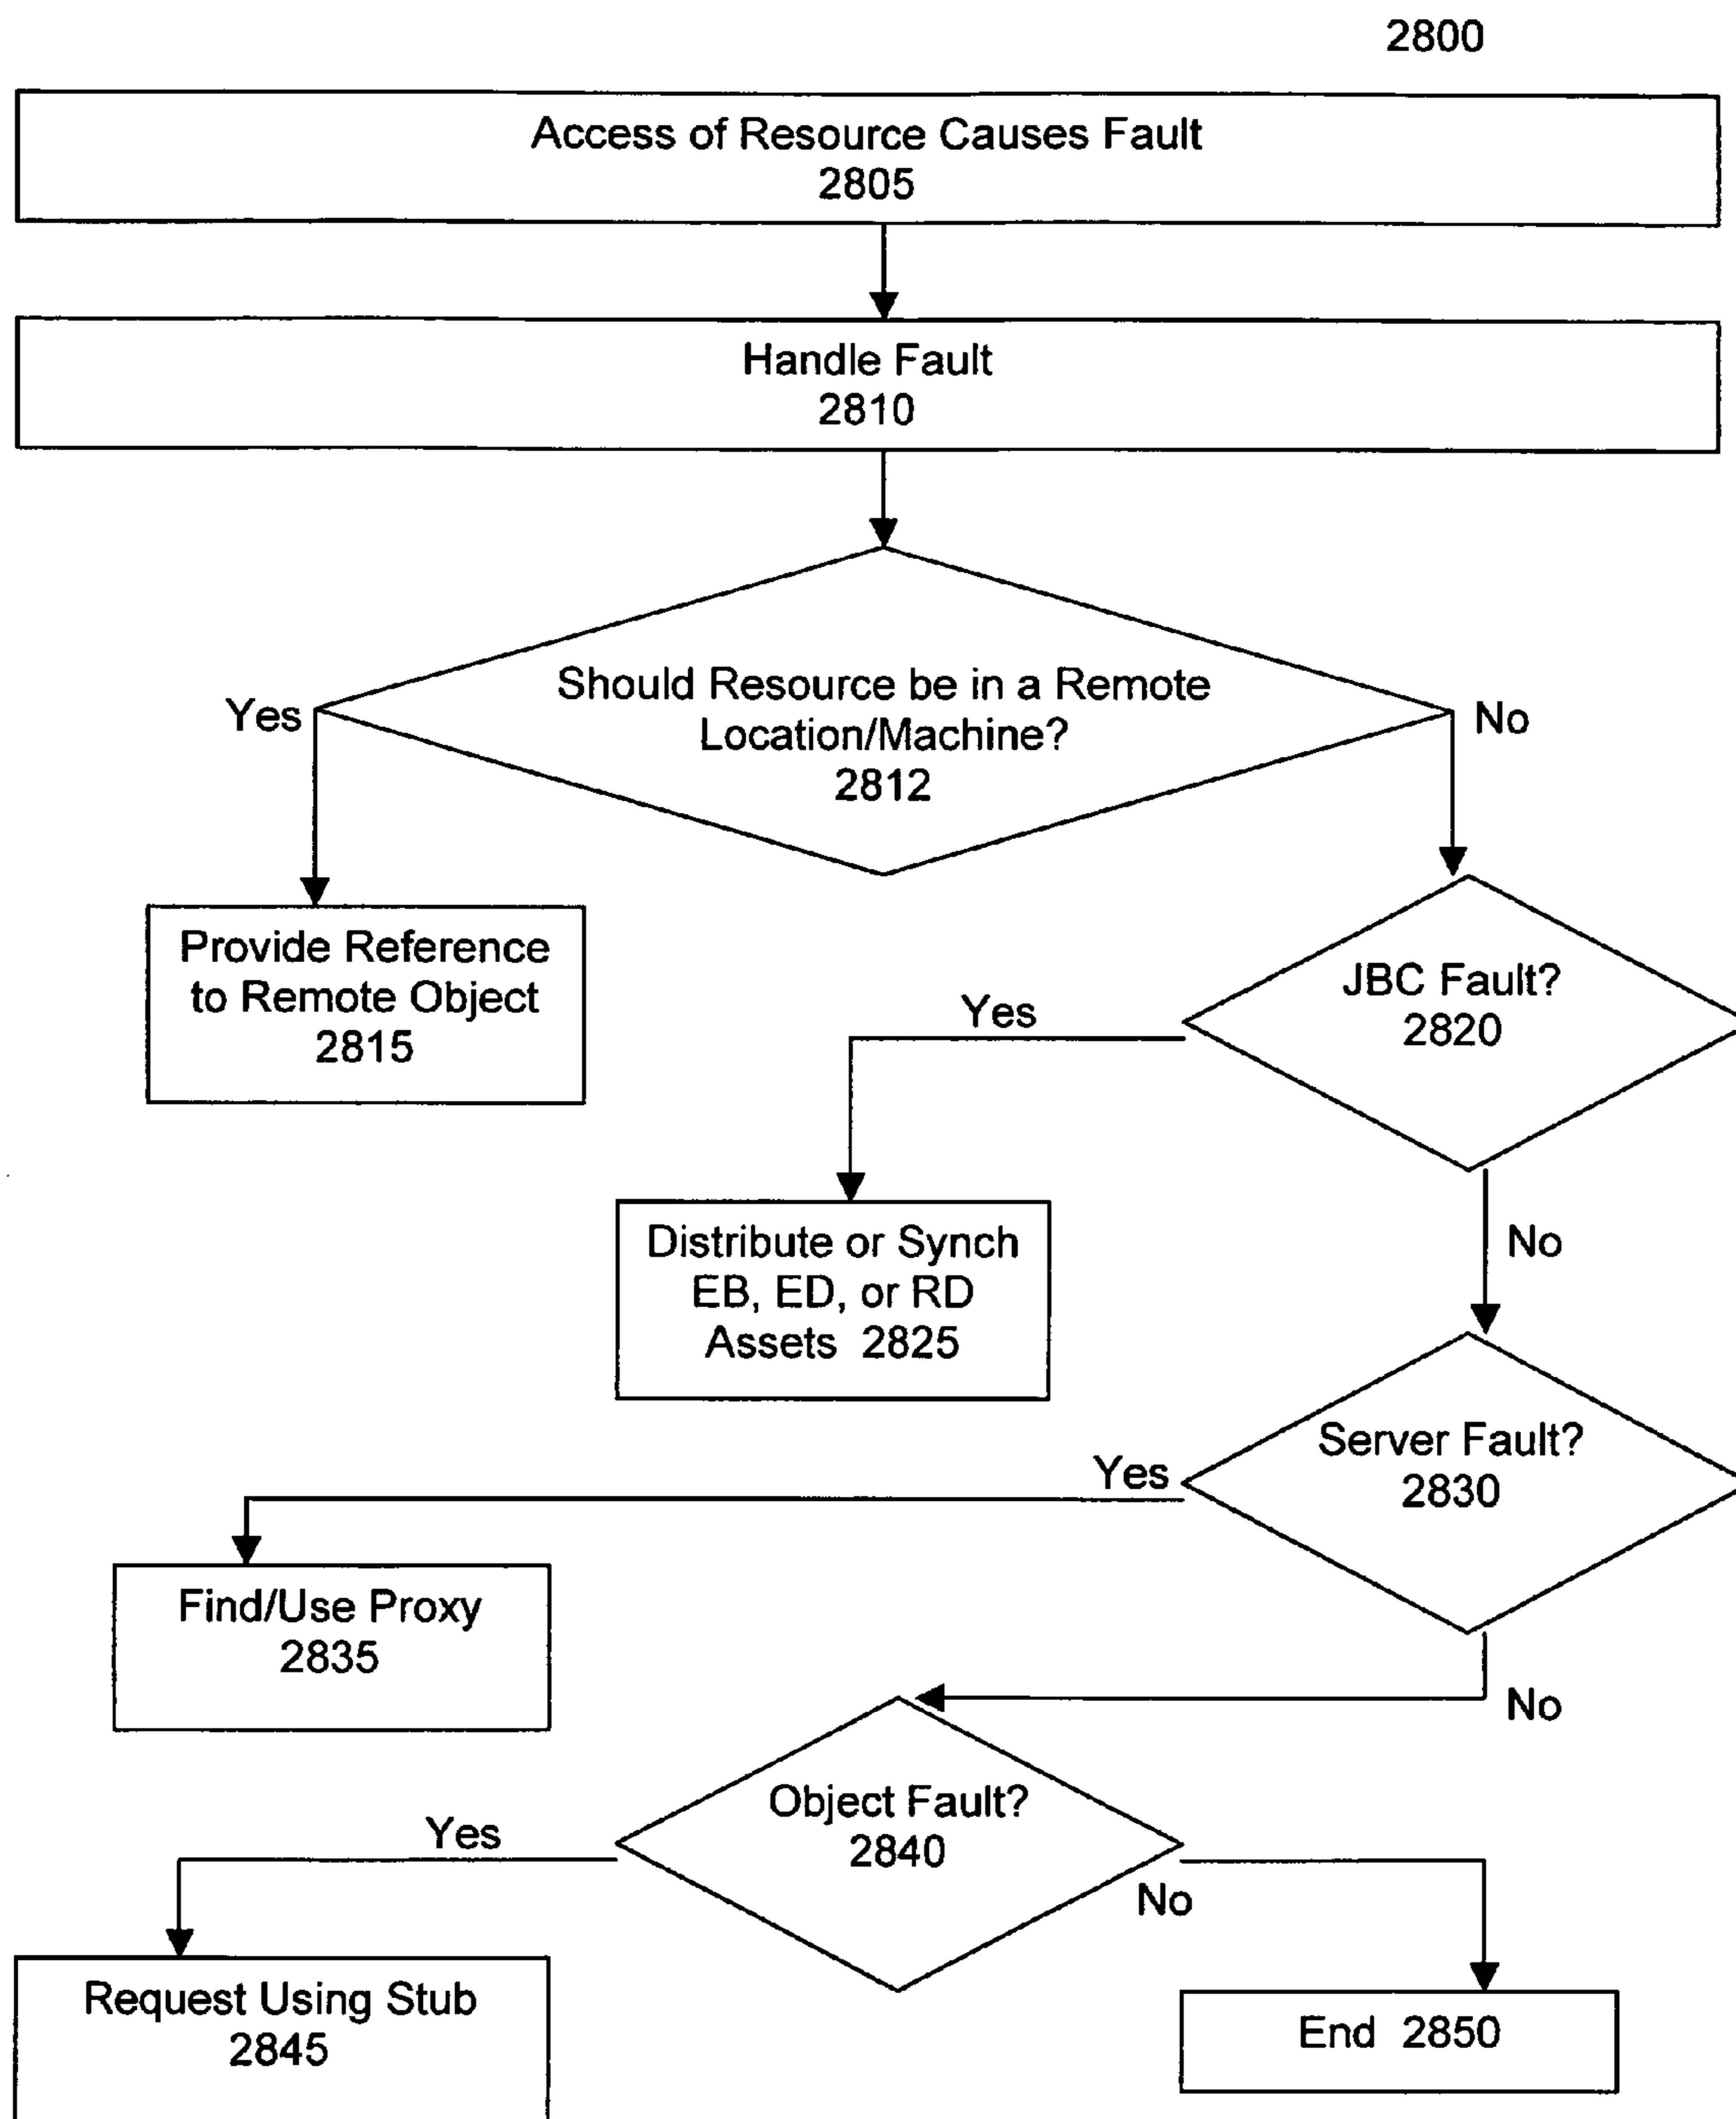 2800
Access of Resource Causes Fault
2805
Handle Fault
2810
Should Resource be in a Remote
Location/Machine?
2812
Yes
No
Provide Reference
to Remote Object
2815
JBC Fault?
2820
Yes
No
Distribute or Synch
EB, ED, or RD
Assets 2825
Server Fault?
2830
Yes
No
Find/Use Proxy
2835
Object Fault?
2840
Yes
No
Request Using Stub
2845
End 2850